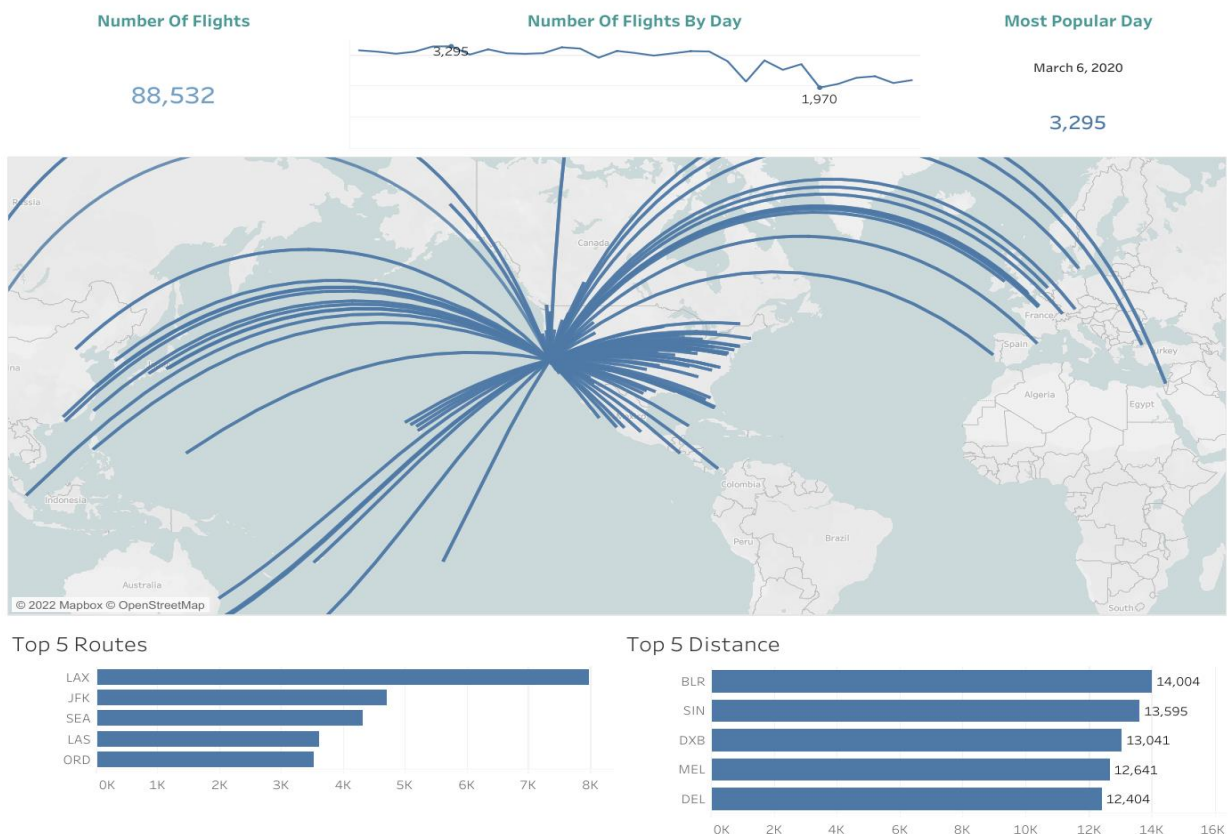 Number Of Flights
88,532
Number Of Flights By Day
3,295
1,970
Most Popular Day
March 6, 2020
3,295
Russia
Canada
France
Spain
Turkey
Algeria
Egypt
ina
Indonesia
Colombia
Peru
Brazil
Australia
South
© 2022 Mapbox © OpenStreetMap
Top 5 Routes
LAX
JFK
SEA
LAS
ORD
0K 1K 2K 3K 4K 5K 6K 7K 8K
Top 5 Distance
BLR 14,004
SIN 13,595
DXB 13,041
MEL 12,641
DEL 12,404
0K 2K 4K 6K 8K 10K 12K 14K 16K